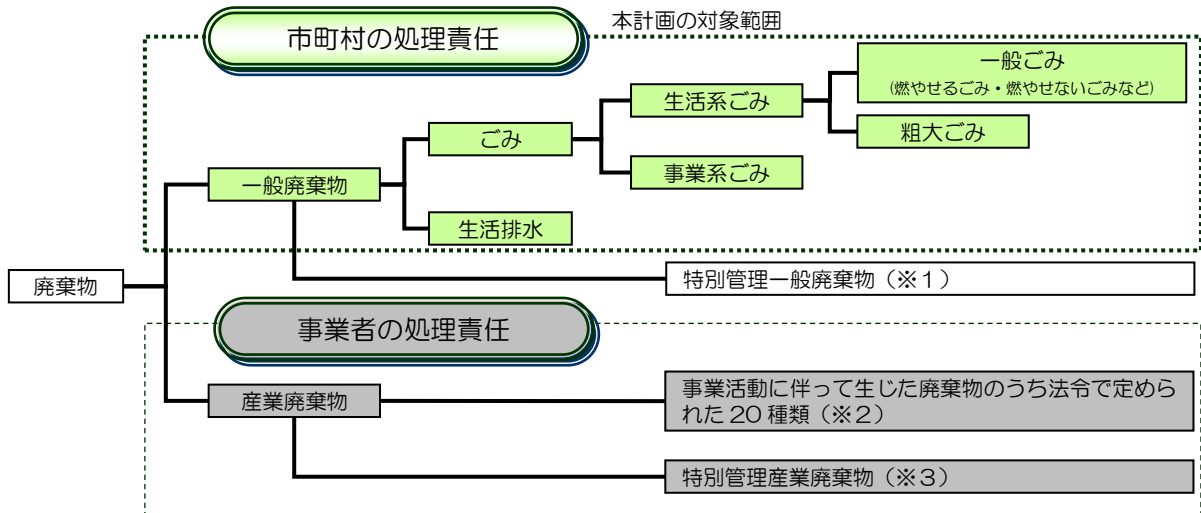 本計画の対象範囲
市町村の処理責任
一般ごみ
(燃やせるごみ・燃やせないごみなど)
生活系ごみ
粗大ごみ
ごみ
事業系ごみ
一般廃棄物
生活排水
特別管理一般廃棄物（※１）
廃棄物
事業者の処理責任
産業廃棄物
事業活動に伴って生じた廃棄物のうち法令で定めら
れた 20 種類（※２）
特別管理産業廃棄物（※３）